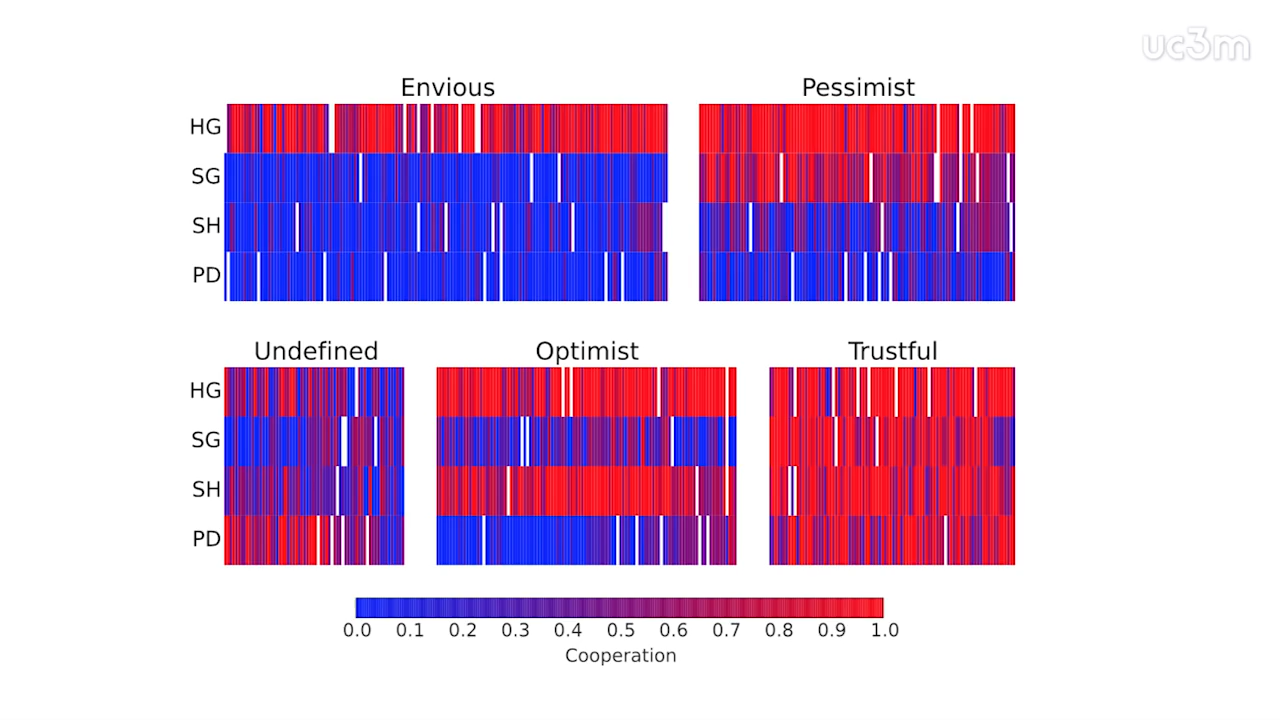 uc3m
Envious
Pessimist
HG
SG
SH
PD
Undefined
Optimist
Trustful
HG
SG
SH
PD
0.0 0.1 0.2 0.3 0.4 0.5 0.6 0.7 0.8 0.9 1.0
Cooperation